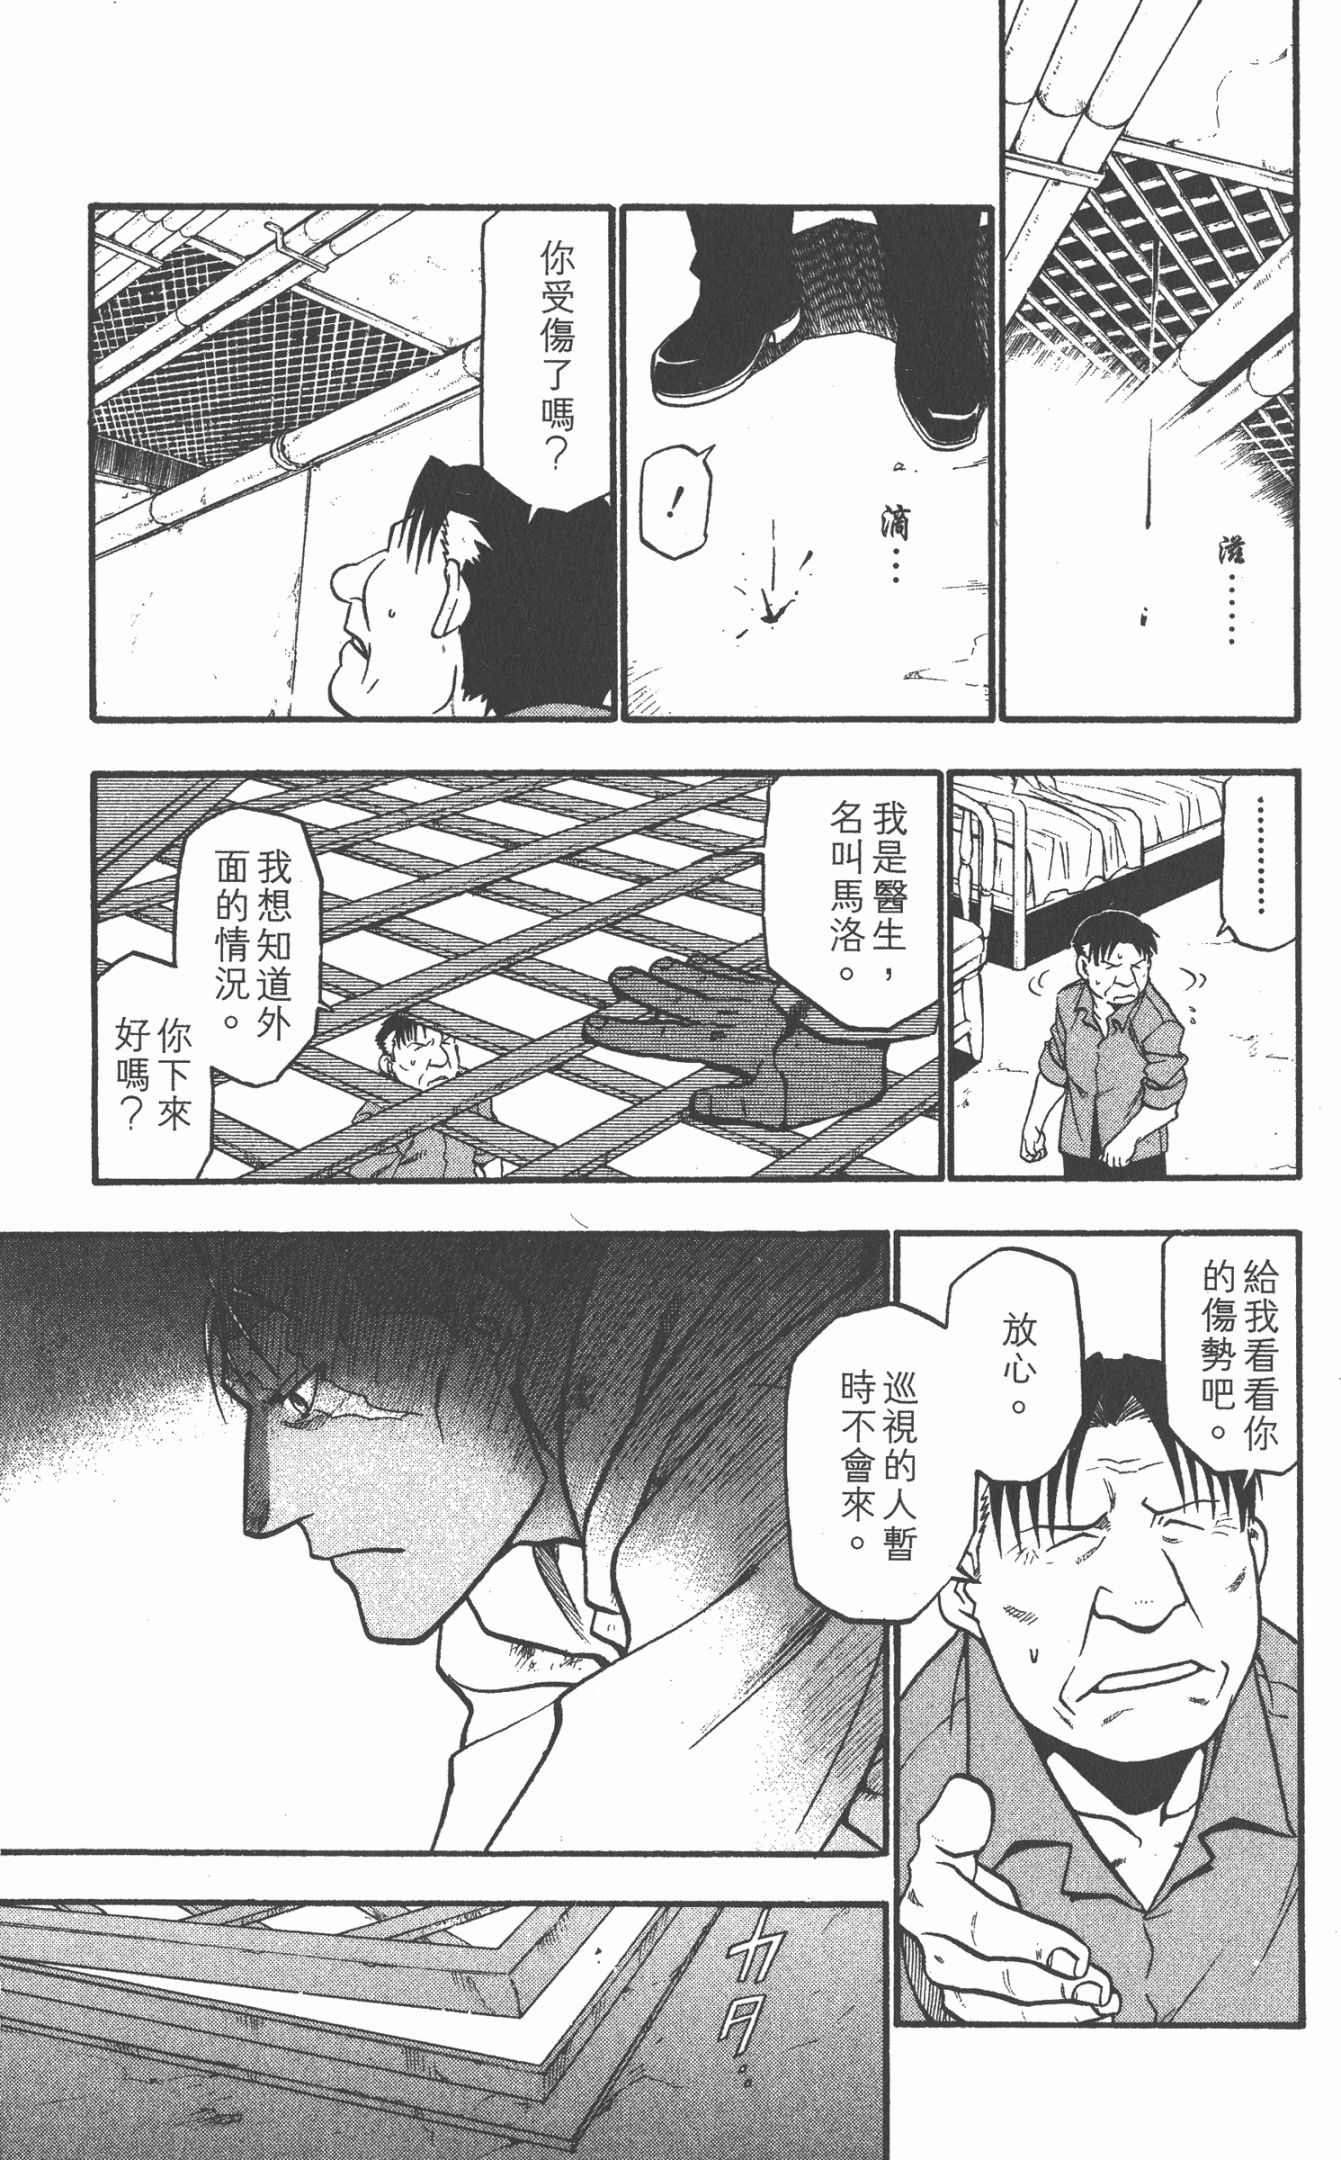 滋……
滴…
！
你受傷了嗎？
…………
我是醫生，
名叫馬洛。
我想知道外
面的情況。
你下來
好嗎？
給我看看你
的傷勢吧。
放心。
巡視的人暫
時不會來。
カタ。